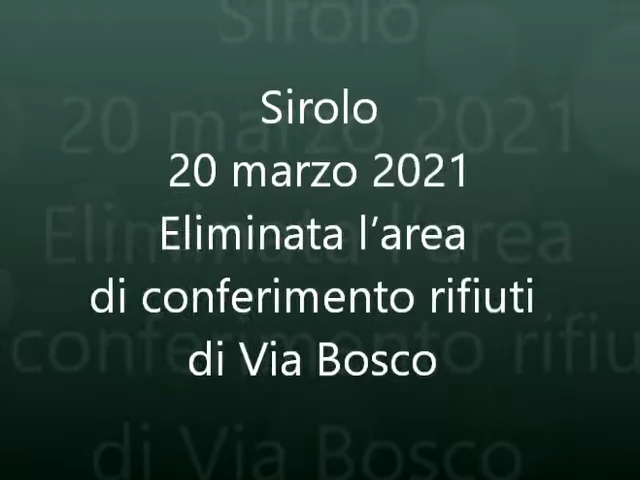 Sirolo
20 marzo 2021
Eliminata l’area
di conferimento rifiuti
di Via Bosco